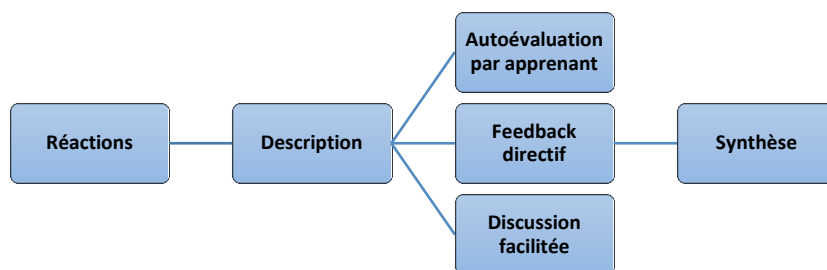 Réactions
Description
Autoévaluation
par apprenant
Feedback
directif
Discussion
facilitée
Synthèse